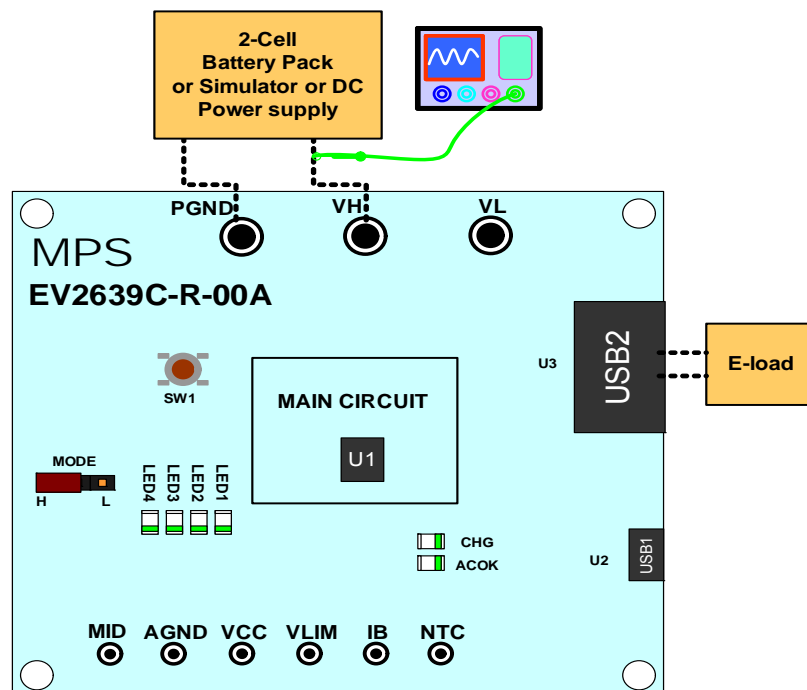 2-Cell
Battery Pack
or Simulator or DC
Power supply
PGND
VH
VL
MPS
EV2639C-R-00A
SW1
MAIN CIRCUIT
U1
U3
USB2
E-load
MODE
H
L
LED4
LED3
LED2
LED1
CHG
ACOK
U2
USB1
MID
AGND
VCC
VLIM
IB
NTC